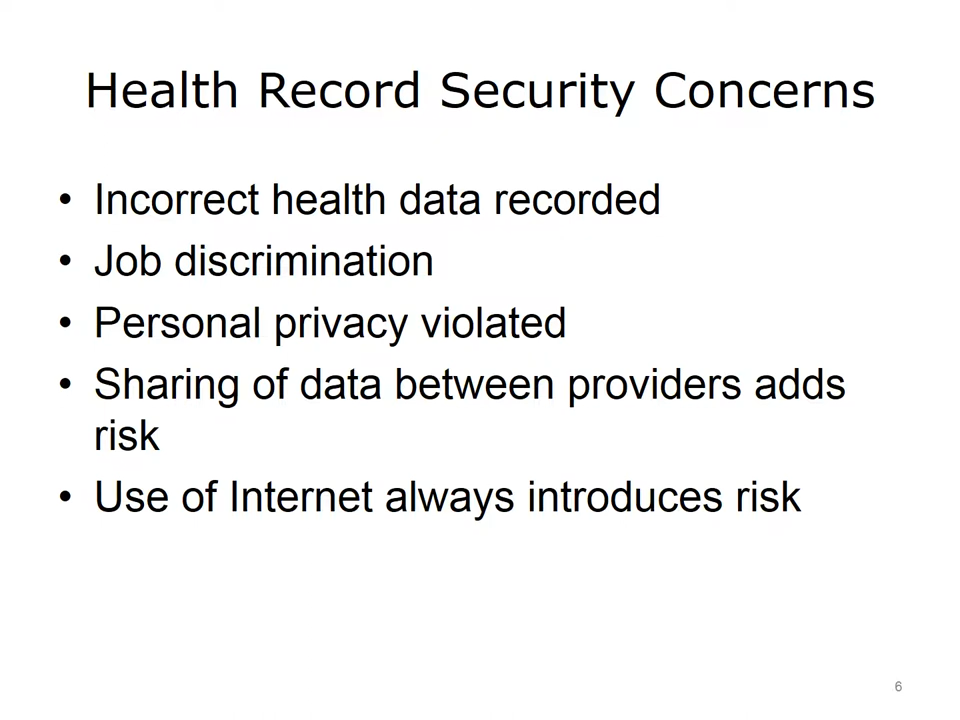 Health Record Security Concerns
• Incorrect health data recorded
• Job discrimination
• Personal privacy violated
• Sharing of data between providers adds
risk
• Use of Internet always introduces risk
6